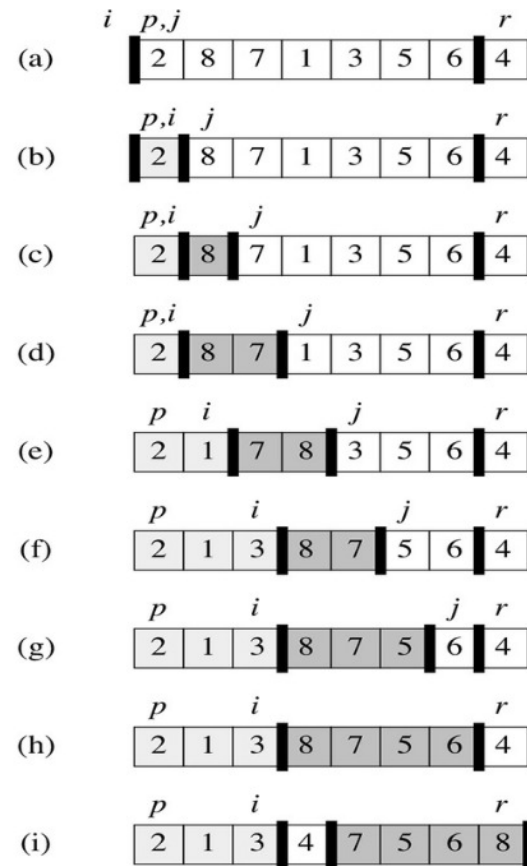 i p,j r
(a) 2 8 7 1 3 5 6 4
p,i j r
(b) 2 8 7 1 3 5 6 4
p,i j r
(c) 2 8 7 1 3 5 6 4
p,i j r
(d) 2 8 7 1 3 5 6 4
p i j r
(e) 2 1 7 8 3 5 6 4
p i j r
(f) 2 1 3 8 7 5 6 4
p i j r
(g) 2 1 3 8 7 5 6 4
p i r
(h) 2 1 3 8 7 5 6 4
p i r
(i) 2 1 3 4 7 5 6 8